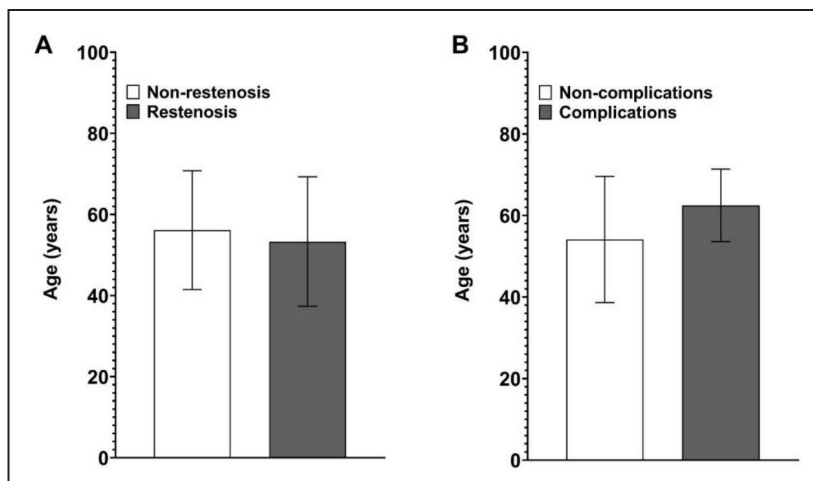 A
100
80
60
40
20
0
Age (years)
Non-restenosis
Restenosis
B
100
80
60
40
20
0
Age (years)
Non-complications
Complications